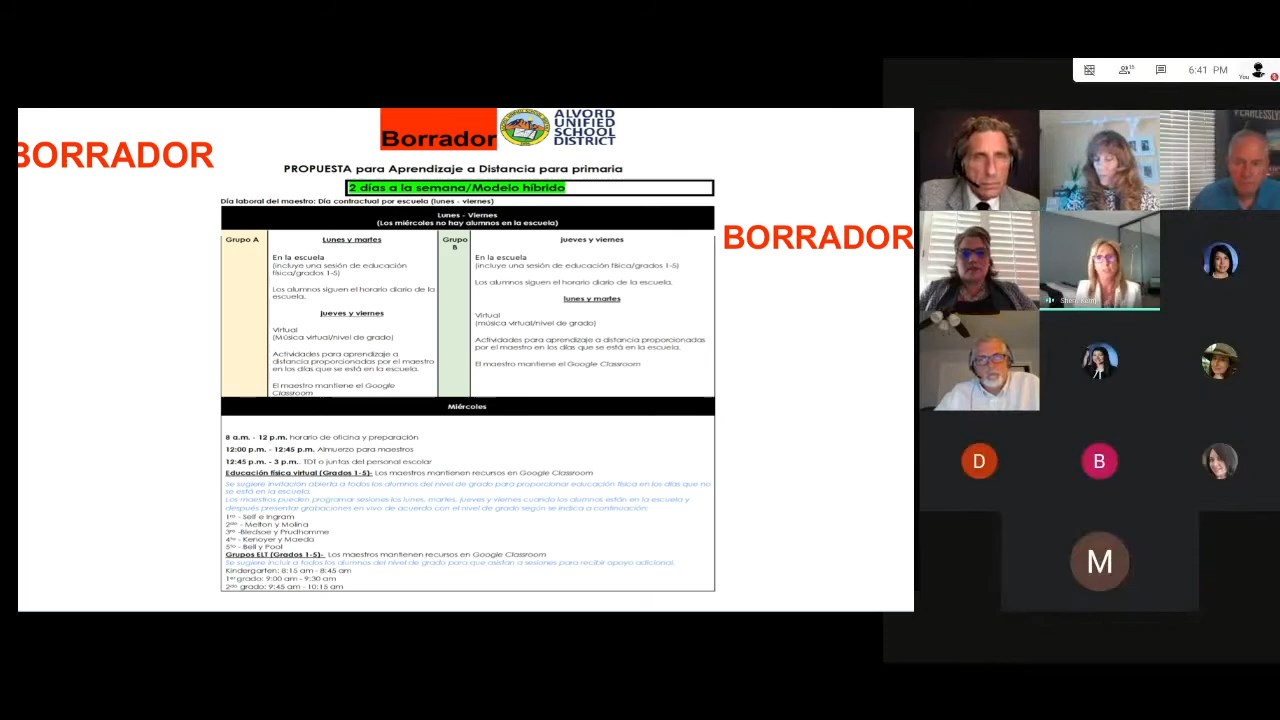 6:41 PM
15
You
BORRADOR
Borrador
ALVORD
UNIFIED
SCHOOL
DISTRICT
PROPUESTA para Aprendizaje a Distancia para primaria
2 días a la semana/Modelo híbrido
Día laboral del maestro: Día contractual por escuela (lunes - viernes)
Lunes - Viernes
(Los miércoles no hay alumnos en la escuela)
Grupo A
Lunes y martes
En la escuela
(incluye una sesión de educación
física/grados 1-5)
Los alumnos siguen el horario diario de la
escuela.
jueves y viernes
Virtual
(Música virtual/nivel de grado)
Actividades para aprendizaje a
distancia proporcionadas por el maestro
en los días que se está en la escuela.
El maestro mantiene el Google
Classroom
Grupo
B
jueves y viernes
En la escuela
(incluye una sesión de educación física/grados 1-5)
Los alumnos siguen el horario diario de la escuela.
lunes y martes
Virtual
(música virtual/nivel de grado)
Actividades para aprendizaje a distancia proporcionadas
por el maestro en los días que se está en la escuela.
El maestro mantiene el Google Classroom
BORRADOR
Miércoles
8 a.m. - 12 p.m. horario de oficina y preparación
12:00 p.m. - 12:45 p.m. Almuerzo para maestros
12:45 p.m. - 3 p.m.. TDT o juntas del personal escolar
Educación física virtual (Grados 1-5)- Los maestros mantienen recursos en Google Classroom
Se sugiere invitación abierta a todos los alumnos del nivel de grado para proporcionar educación física en los días que no
se está en la escuela.
Los maestros pueden programar sesiones los lunes, martes, jueves y viernes cuando los alumnos están en la escuela y
después presentar grabaciones en vivo de acuerdo con el nivel de grado según se indica a continuación:
1ro - Self e Ingram
2do - Melton y Molina
3ro -Bledsoe y Prudhomme
4to - Kenoyer y Maeda
5to - Bell y Pool
Grupos ELT (Grados 1-5)- Los maestros mantienen recursos en Google Classroom
Se sugiere incluir a todos los alumnos del nivel de grado para que asistan a sesiones para recibir apoyo adicional.
Kindergarten: 8:15 am - 8:45 am
1er grado: 9:00 am - 9:30 am
2do grado: 9:45 am - 10:15 am
D
B
M